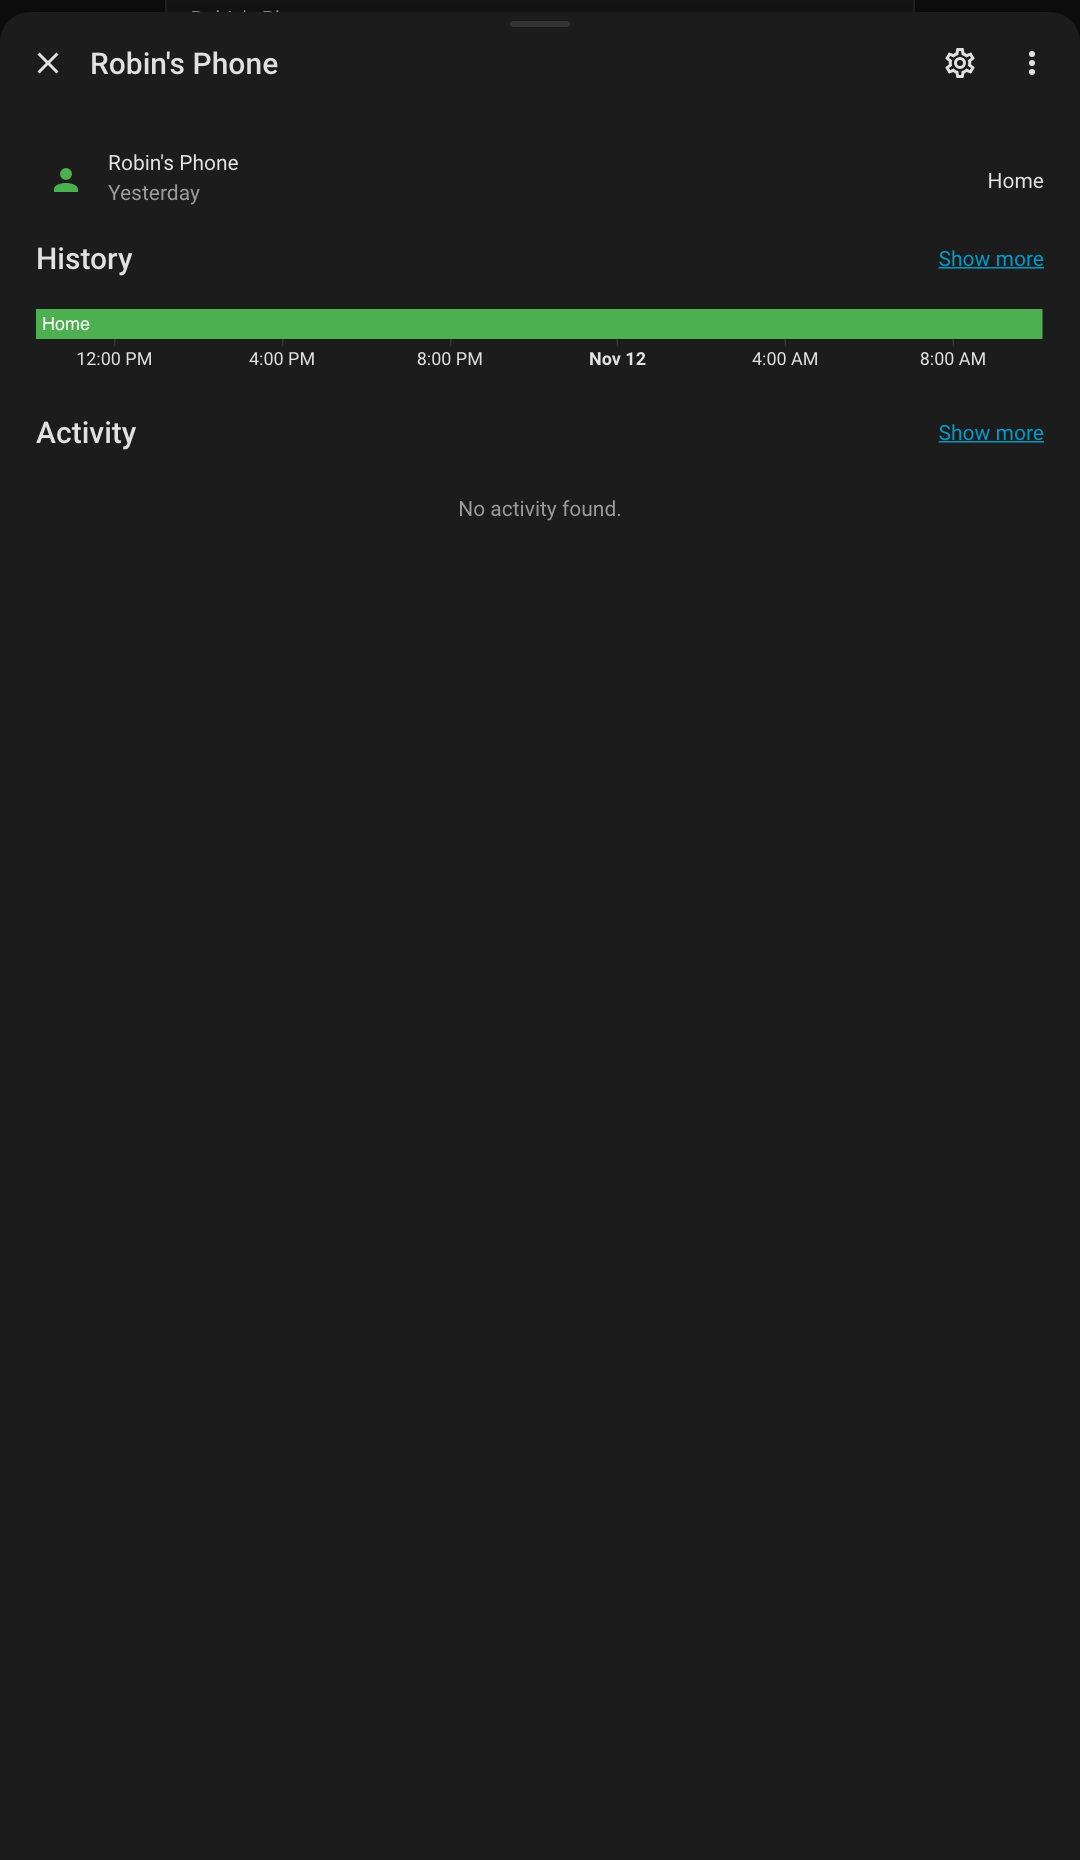 Robin's Phone
Robin's Phone
Yesterday
Home
History
Show more
Home
12:00 PM 4:00 PM 8:00 PM Nov 12 4:00 AM 8:00 AM
Activity
Show more
No activity found.